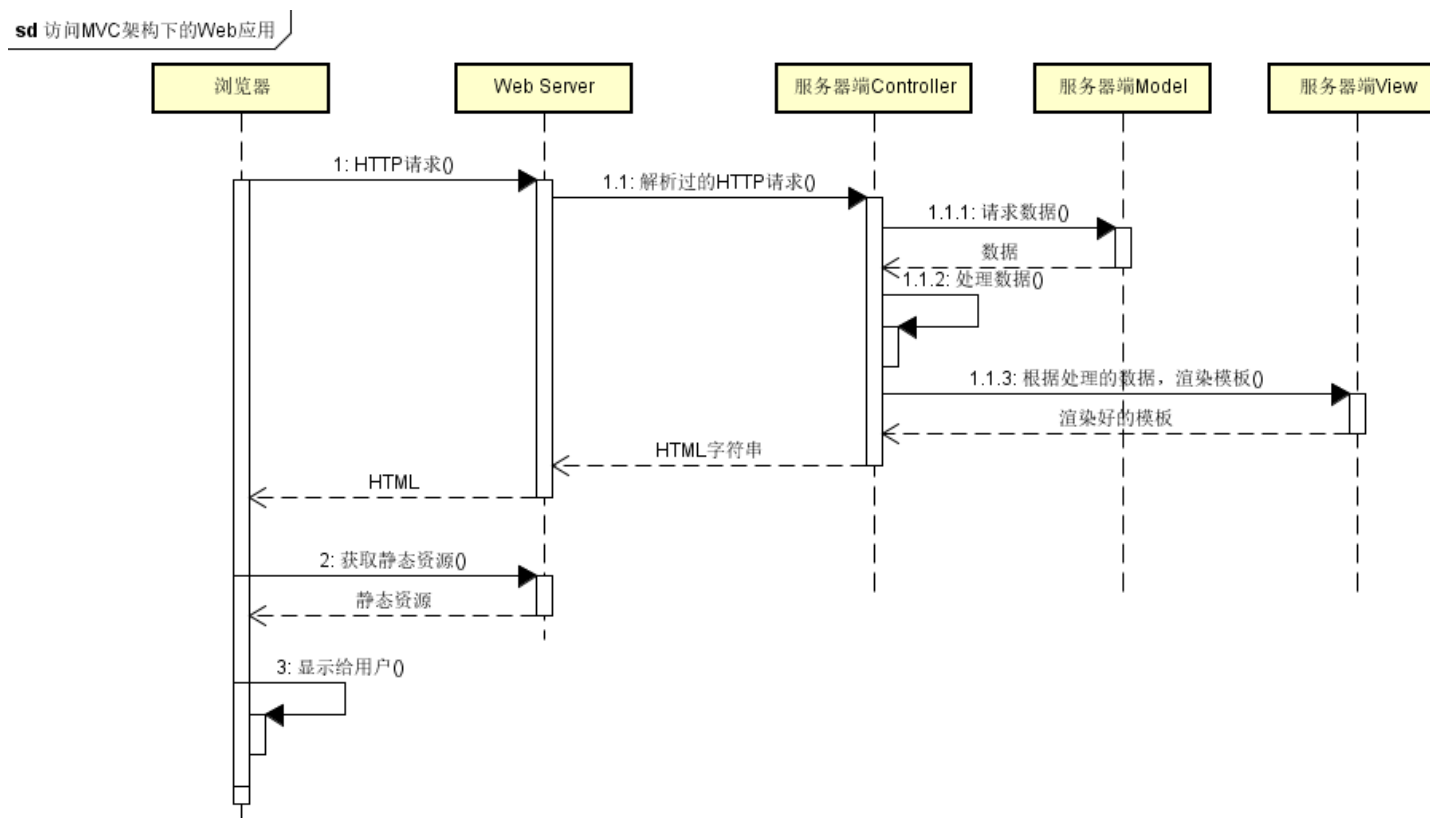 sd 访问MVC架构下的Web应用
浏览器
Web Server
服务器端Controller
服务器端Model
服务器端View
1: HTTP请求()
1.1: 解析过的HTTP请求()
1.1.1: 请求数据()
数据
1.1.2: 处理数据()
1.1.3: 根据处理的数据，渲染模板()
渲染好的模板
HTML字符串
HTML
2: 获取静态资源()
静态资源
3: 显示给用户()